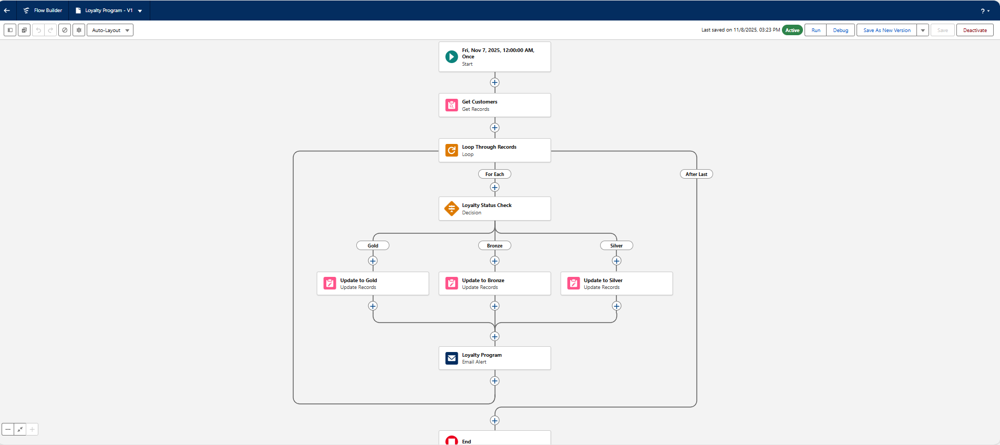 Flow Builder
Loyalty Program - V1
?
Auto-Layout
Last saved on 11/8/2025, 03:23 PM
Active
Run
Debug
Save As New Version
Save
Deactivate
Fri, Nov 7, 2025, 12:00:00 AM,
Once
Start
Get Customers
Get Records
Loop Through Records
Loop
For Each
After Last
Loyalty Status Check
Decision
Gold
Bronze
Silver
Update to Gold
Update Records
Update to Bronze
Update Records
Update to Silver
Update Records
Loyalty Program
Email Alert
End